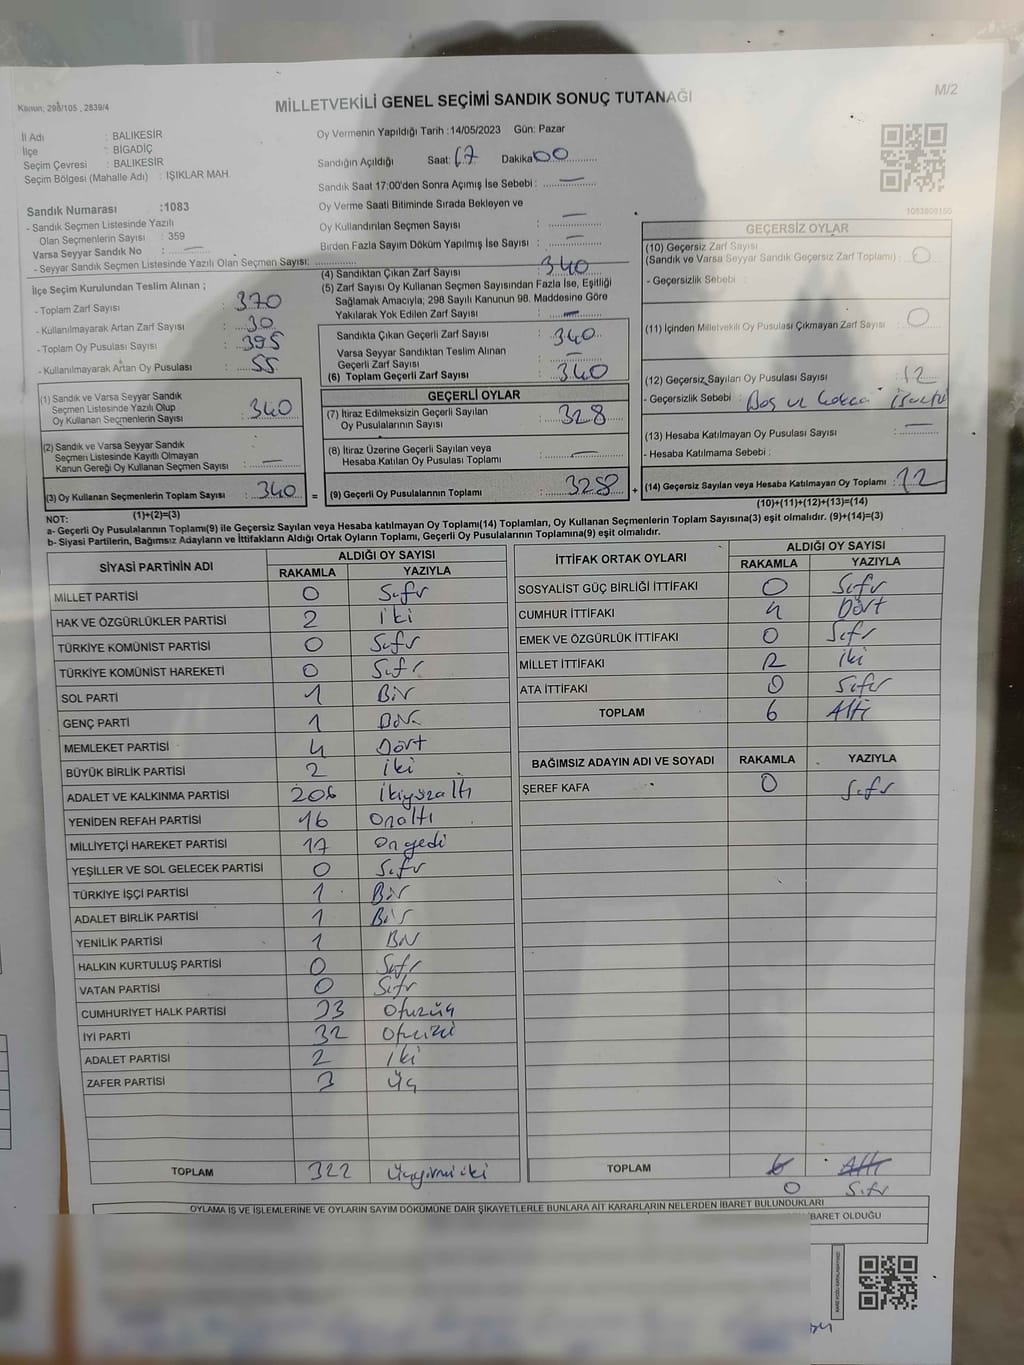 Kanun; 298/105 , 2839/4
MİLLETVEKİLİ GENEL SEÇİMİ SANDIK SONUÇ TUTANAĞI
M/2
İl Adı : BALIKESİR
İlçe : BİGADİÇ
Seçim Çevresi : BALIKESİR
Seçim Bölgesi (Mahalle Adı) : IŞIKLAR MAH.
Sandık Numarası :1083
- Sandık Seçmen Listesinde Yazılı
Olan Seçmenlerin Sayısı : 359
Varsa Seyyar Sandık No : —
- Seyyar Sandık Seçmen Listesinde Yazılı Olan Seçmen Sayısı:
Oy Vermenin Yapıldığı Tarih :14/05/2023 Gün: Pazar
Sandığın Açıldığı Saat: 17 Dakika 00
Sandık Saat 17:00'den Sonra Açımış İse Sebebi : —
Oy Verme Saati Bitiminde Sırada Bekleyen ve
Oy Kullandırılan Seçmen Sayısı : —
Birden Fazla Sayım Döküm Yapılmış İse Sayısı : —
1083809155
İlçe Seçim Kurulundan Teslim Alınan ;
- Toplam Zarf Sayısı : 370
- Kullanılmayarak Artan Zarf Sayısı : 30
- Toplam Oy Pusulası Sayısı : 395
- Kullanılmayarak Artan Oy Pusulası : 55
(1) Sandık ve Varsa Seyyar Sandık
Seçmen Listesinde Yazılı Olup
Oy Kullanan Seçmenlerin Sayısı : 340
(2) Sandık ve Varsa Seyyar Sandık
Seçmen Listesinde Kayıtlı Olmayan
Kanun Gereği Oy Kullanan Seçmen Sayısı : —
(3) Oy Kullanan Seçmenlerin Toplam Sayısı : 340
(1)+(2)=(3)
(4) Sandıktan Çıkan Zarf Sayısı : 340
(5) Zarf Sayısı Oy Kullanan Seçmen Sayısından Fazla İse, Eşitliği
Sağlamak Amacıyla, 298 Sayılı Kanunun 98. Maddesine Göre
Yakılarak Yok Edilen Zarf Sayısı : —
Sandıkta Çıkan Geçerli Zarf Sayısı : 340
Varsa Seyyar Sandıktan Teslim Alınan
Geçerli Zarf Sayısı : —
(6) Toplam Geçerli Zarf Sayısı : 340
GEÇERLİ OYLAR
(7) İtiraz Edilmeksizin Geçerli Sayılan
Oy Pusulalarının Sayısı : 328
(8) İtiraz Üzerine Geçerli Sayılan veya
Hesaba Katılan Oy Pusulası Toplamı : —
= (9) Geçerli Oy Pusulalarının Toplamı : 328 +
GEÇERSİZ OYLAR
(10) Geçersiz Zarf Sayısı
(Sandık ve Varsa Seyyar Sandık Geçersiz Zarf Toplamı) : 0
- Geçersizlik Sebebi :
(11) İçinden Milletvekili Oy Pusulası Çıkmayan Zarf Sayısı : 0
(12) Geçersiz Sayılan Oy Pusulası Sayısı : 12
- Geçersizlik Sebebi : Boş ve
(13) Hesaba Katılmayan Oy Pusulası Sayısı : —
- Hesaba Katılmama Sebebi :
(14) Geçersiz Sayılan veya Hesaba Katılmayan Oy Toplamı : 12
(10)+(11)+(12)+(13)=(14)
NOT:
a- Geçerli Oy Pusulalarının Toplamı(9) ile Geçersiz Sayılan veya Hesaba katılmayan Oy Toplamı(14) Toplamları, Oy Kullanan Seçmenlerin Toplam Sayısına(3) eşit olmalıdır. (9)+(14)=(3)
b- Siyasi Partilerin, Bağımsız Adayların ve İttifakların Aldığı Ortak Oyların Toplamı, Geçerli Oy Pusulalarının Toplamına(9) eşit olmalıdır.
SİYASİ PARTİNİN ADI ALDIĞI OY SAYISI
RAKAMLA YAZIYLA
MİLLET PARTİSİ 0 Sıfır
HAK VE ÖZGÜRLÜKLER PARTİSİ 2 iki
TÜRKİYE KOMÜNİST PARTİSİ 0 Sıfır
TÜRKİYE KOMÜNİST HAREKETİ 0 Sıfır
SOL PARTİ 1 Bir
GENÇ PARTİ 1 Bir
MEMLEKET PARTİSİ 4 Dört
BÜYÜK BİRLİK PARTİSİ 2 iki
ADALET VE KALKINMA PARTİSİ 206 ikiyüzaltı
YENİDEN REFAH PARTİSİ 16 onaltı
MİLLİYETÇİ HAREKET PARTİSİ 17 onyedi
YEŞİLLER VE SOL GELECEK PARTİSİ 0 Sıfır
TÜRKİYE İŞÇİ PARTİSİ 1 Bir
ADALET BİRLİK PARTİSİ 1 Bir
YENİLİK PARTİSİ 1 Bir
HALKIN KURTULUŞ PARTİSİ 0 Sıfır
VATAN PARTİSİ 0 Sıfır
CUMHURİYET HALK PARTİSİ 33 otuzüç
İYİ PARTİ 32 otuziki
ADALET PARTİSİ 2 iki
ZAFER PARTİSİ 3 üç
TOPLAM 322 üçyüzyirmiiki
İTTİFAK ORTAK OYLARI ALDIĞI OY SAYISI
RAKAMLA YAZIYLA
SOSYALİST GÜÇ BİRLİĞİ İTTİFAKI 0 Sıfır
CUMHUR İTTİFAKI 4 Dört
EMEK VE ÖZGÜRLÜK İTTİFAKI 0 Sıfır
MİLLET İTTİFAKI 2 iki
ATA İTTİFAKI 0 Sıfır
TOPLAM 6 Altı
BAĞIMSIZ ADAYIN ADI VE SOYADI RAKAMLA YAZIYLA
ŞEREF KAFA 0 Sıfır
TOPLAM 6 Altı
0 Sıfır
OYLAMA İŞ VE İŞLEMLERİNE VE OYLARIN SAYIM DÖKÜMÜNE DAİR ŞİKAYETLERLE BUNLARA AİT KARARLARIN NELERDEN İBARET BULUNDUKLARI
BARET OLDUĞU